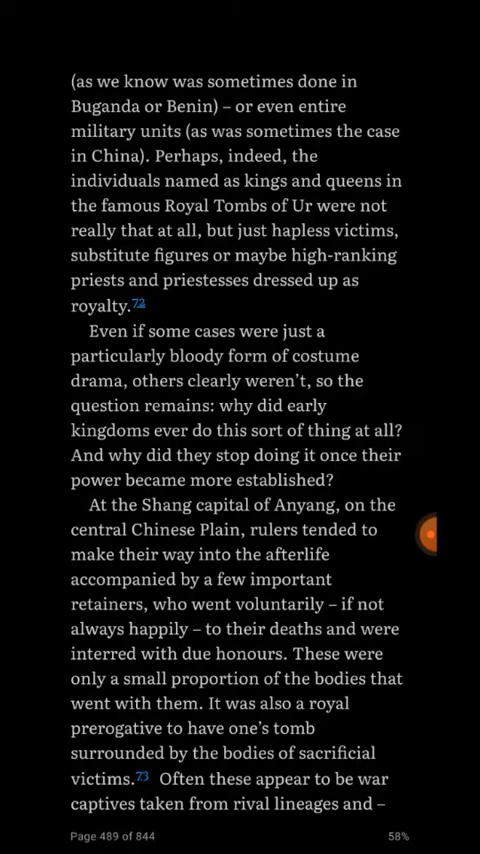 (as we know was sometimes done in
Buganda or Benin) – or even entire
military units (as was sometimes the case
in China). Perhaps, indeed, the
individuals named as kings and queens in
the famous Royal Tombs of Ur were not
really that at all, but just hapless victims,
substitute figures or maybe high-ranking
priests and priestesses dressed up as
royalty.72
Even if some cases were just a
particularly bloody form of costume
drama, others clearly weren’t, so the
question remains: why did early
kingdoms ever do this sort of thing at all?
And why did they stop doing it once their
power became more established?
At the Shang capital of Anyang, on the
central Chinese Plain, rulers tended to
make their way into the afterlife
accompanied by a few important
retainers, who went voluntarily – if not
always happily – to their deaths and were
interred with due honours. These were
only a small proportion of the bodies that
went with them. It was also a royal
prerogative to have one’s tomb
surrounded by the bodies of sacrificial
victims.73 Often these appear to be war
captives taken from rival lineages and –
Page 489 of 844 58%